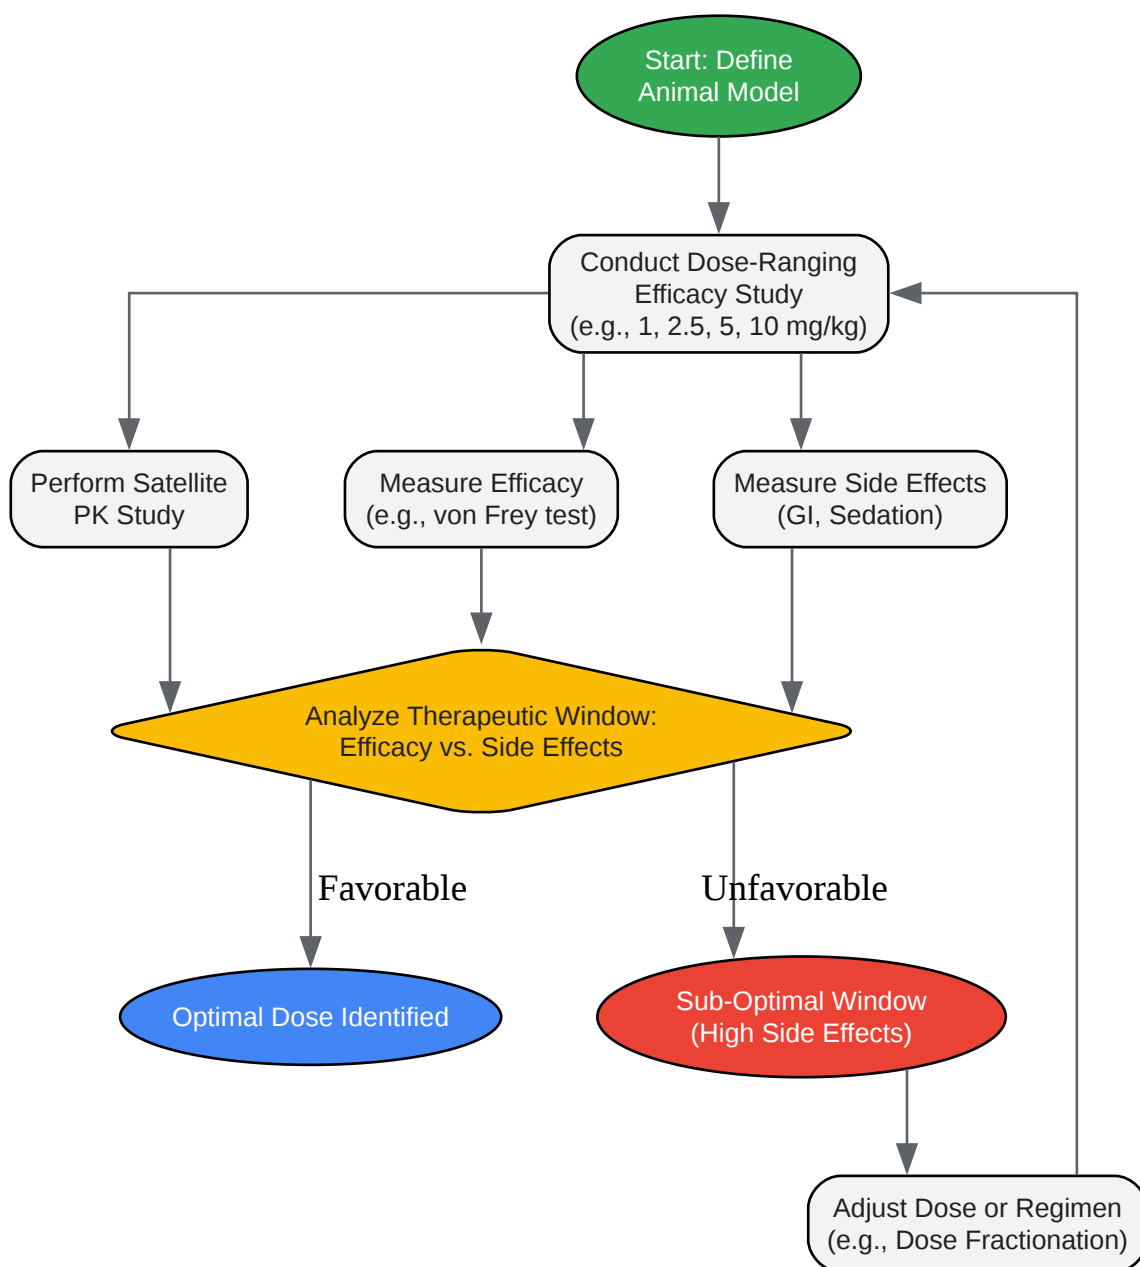 Start: Define
Animal Model
Conduct Dose-Ranging
Efficacy Study
(e.g., 1, 2.5, 5, 10 mg/kg)
Perform Satellite
PK Study
Measure Efficacy
(e.g., von Frey test)
Measure Side Effects
(GI, Sedation)
Analyze Therapeutic Window:
Efficacy vs. Side Effects
Favorable
Unfavorable
Optimal Dose Identified
Sub-Optimal Window
(High Side Effects)
Adjust Dose or Regimen
(e.g., Dose Fractionation)